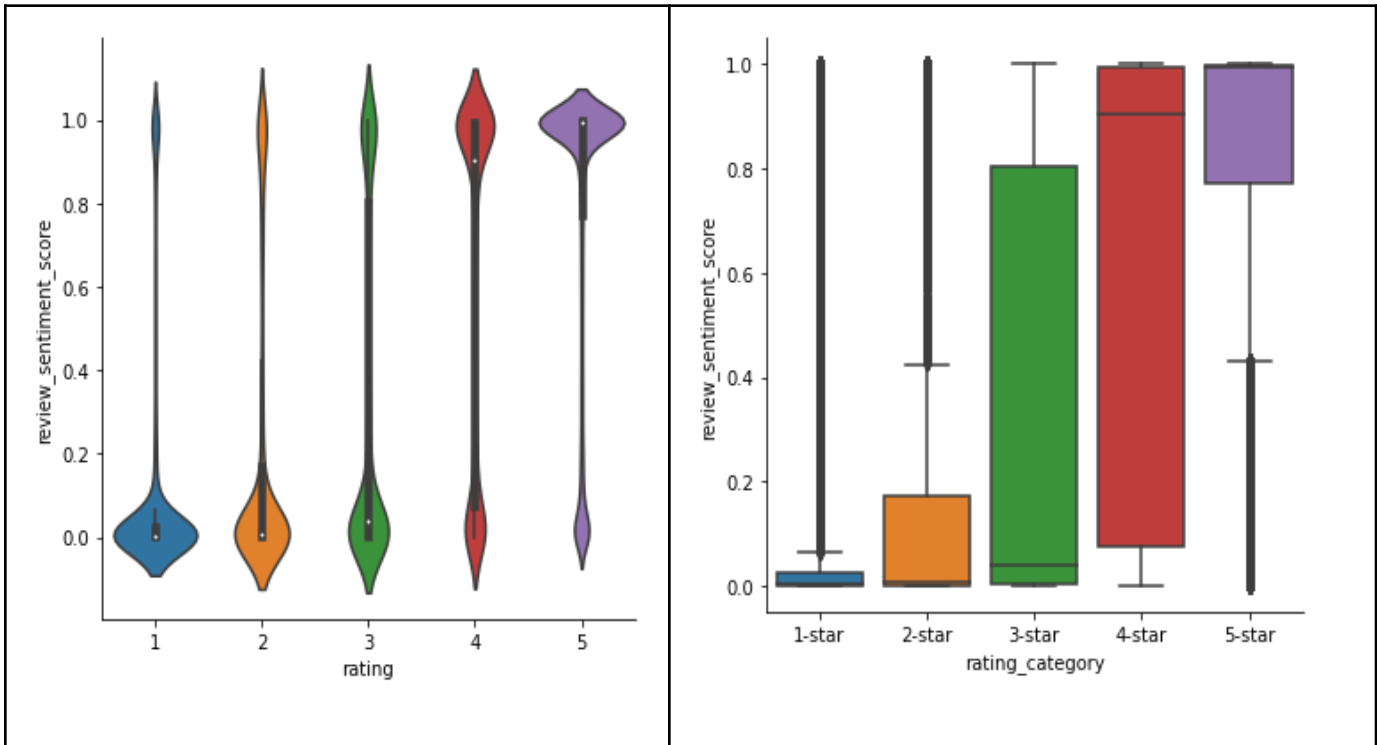 review_sentiment_score
1.0
0.8
0.6
0.4
0.2
0.0
1 2 3 4 5
rating
review_sentiment_score
1.0
0.8
0.6
0.4
0.2
0.0
1-star 2-star 3-star 4-star 5-star
rating_category